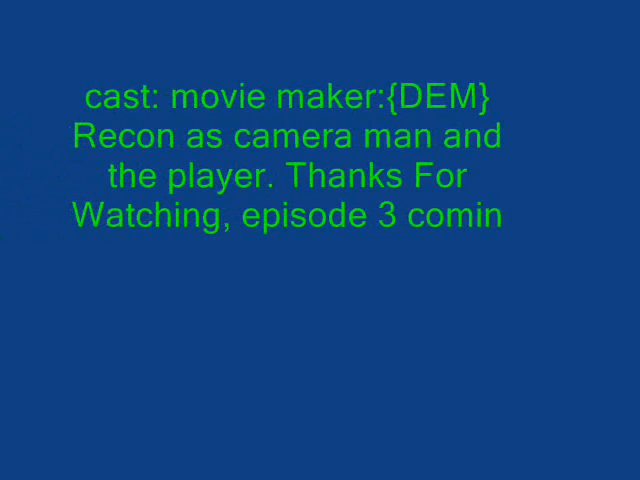 cast: movie maker:{DEM}
Recon as camera man and
the player. Thanks For
Watching, episode 3 comin